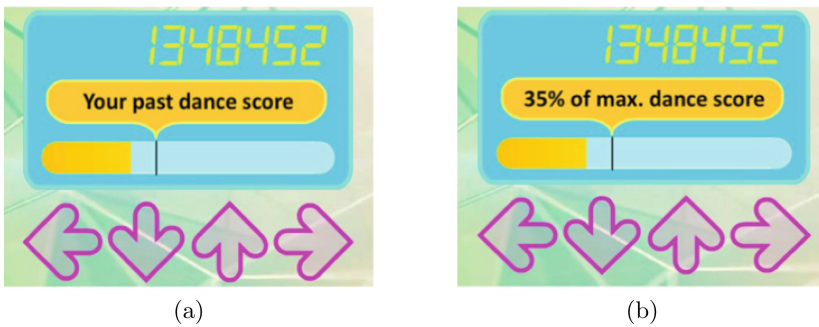 1348452
1348452
Your past dance score
35% of max. dance score
(a)
(b)